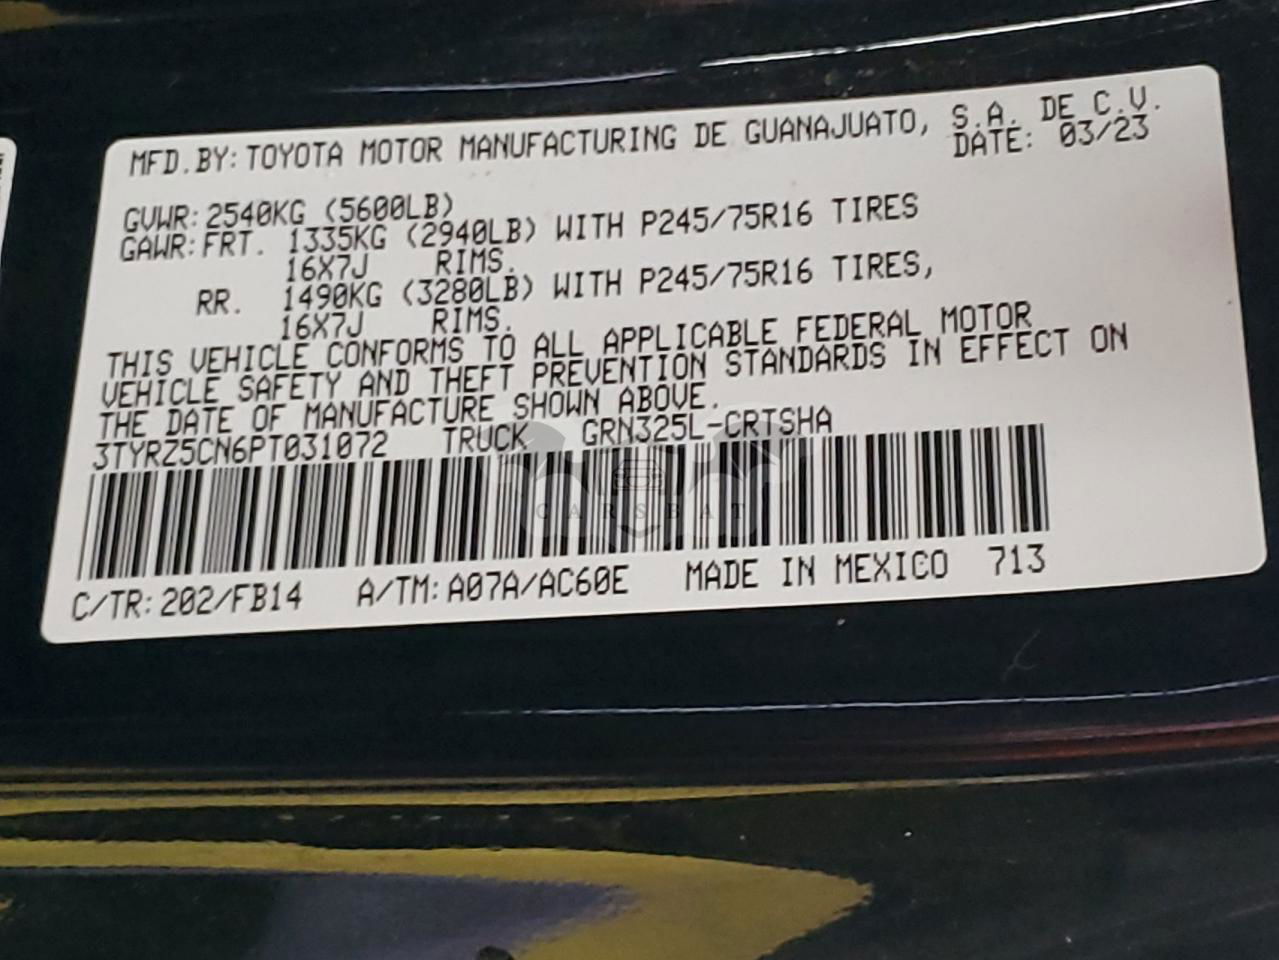 MFD.BY: TOYOTA MOTOR MANUFACTURING DE GUANAJUATO, S.A. DE C.V.
DATE: 03/23
GVWR: 2540KG (5600LB)
GAWR: FRT. 1335KG (2940LB) WITH P245/75R16 TIRES
16X7J RIMS.
RR. 1490KG (3280LB) WITH P245/75R16 TIRES,
16X7J RIMS.
THIS VEHICLE CONFORMS TO ALL APPLICABLE FEDERAL MOTOR
VEHICLE SAFETY AND THEFT PREVENTION STANDARDS IN EFFECT ON
THE DATE OF MANUFACTURE SHOWN ABOVE.
3TYRZ5CN6PT031072 TRUCK GRN325L-CRTSHA
CARSBAT
C/TR: 202/FB14 A/TM: A07A/AC60E MADE IN MEXICO 713